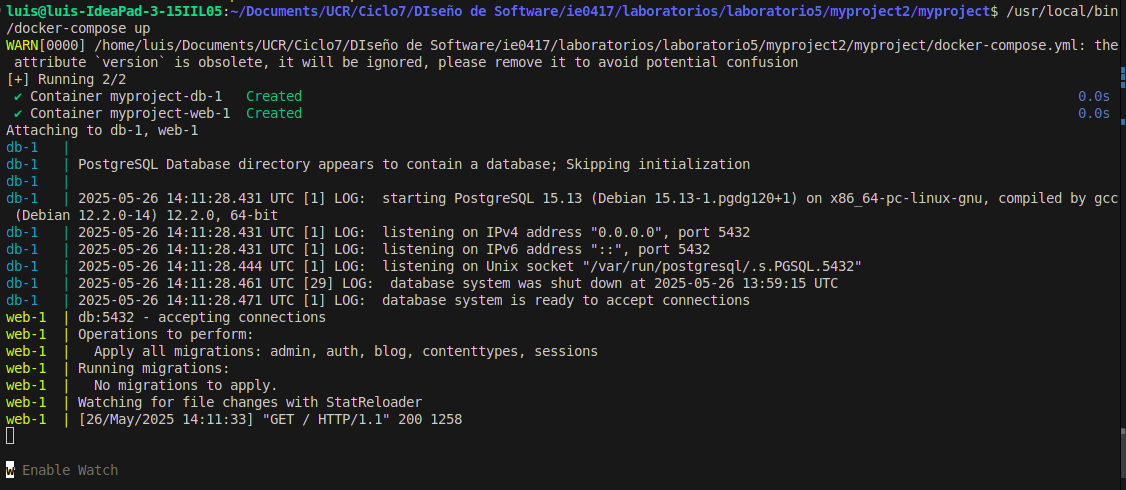 luis@luis-IdeaPad-3-15IIL05:~/Documents/UCR/Ciclo7/DIseño de Software/ie0417/laboratorios/laboratorio5/myproject2/myproject$ /usr/local/bin
/docker-compose up
WARN[0000] /home/luis/Documents/UCR/Ciclo7/DIseño de Software/ie0417/laboratorios/laboratorio5/myproject2/myproject/docker-compose.yml: the
 attribute `version` is obsolete, it will be ignored, please remove it to avoid potential confusion
[+] Running 2/2
 ✔ Container myproject-db-1   Created 0.0s
 ✔ Container myproject-web-1  Created 0.0s
Attaching to db-1, web-1
db-1   |
db-1   | PostgreSQL Database directory appears to contain a database; Skipping initialization
db-1   |
db-1   | 2025-05-26 14:11:28.431 UTC [1] LOG:  starting PostgreSQL 15.13 (Debian 15.13-1.pgdg120+1) on x86_64-pc-linux-gnu, compiled by gcc
 (Debian 12.2.0-14) 12.2.0, 64-bit
db-1   | 2025-05-26 14:11:28.431 UTC [1] LOG:  listening on IPv4 address "0.0.0.0", port 5432
db-1   | 2025-05-26 14:11:28.431 UTC [1] LOG:  listening on IPv6 address "::", port 5432
db-1   | 2025-05-26 14:11:28.444 UTC [1] LOG:  listening on Unix socket "/var/run/postgresql/.s.PGSQL.5432"
db-1   | 2025-05-26 14:11:28.461 UTC [29] LOG:  database system was shut down at 2025-05-26 13:59:15 UTC
db-1   | 2025-05-26 14:11:28.471 UTC [1] LOG:  database system is ready to accept connections
web-1  | db:5432 - accepting connections
web-1  | Operations to perform:
web-1  |   Apply all migrations: admin, auth, blog, contenttypes, sessions
web-1  | Running migrations:
web-1  |   No migrations to apply.
web-1  | Watching for file changes with StatReloader
web-1  | [26/May/2025 14:11:33] "GET / HTTP/1.1" 200 1258
w Enable Watch